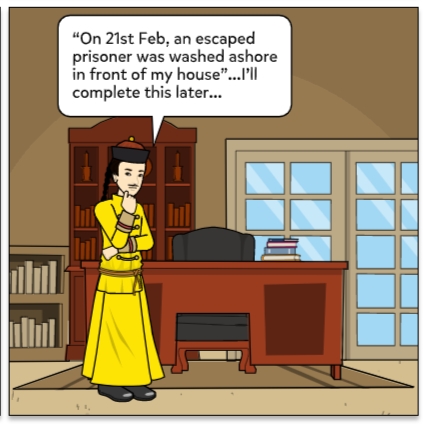 “On 21st Feb, an escaped
prisoner was washed ashore
in front of my house”...I’ll
complete this later...